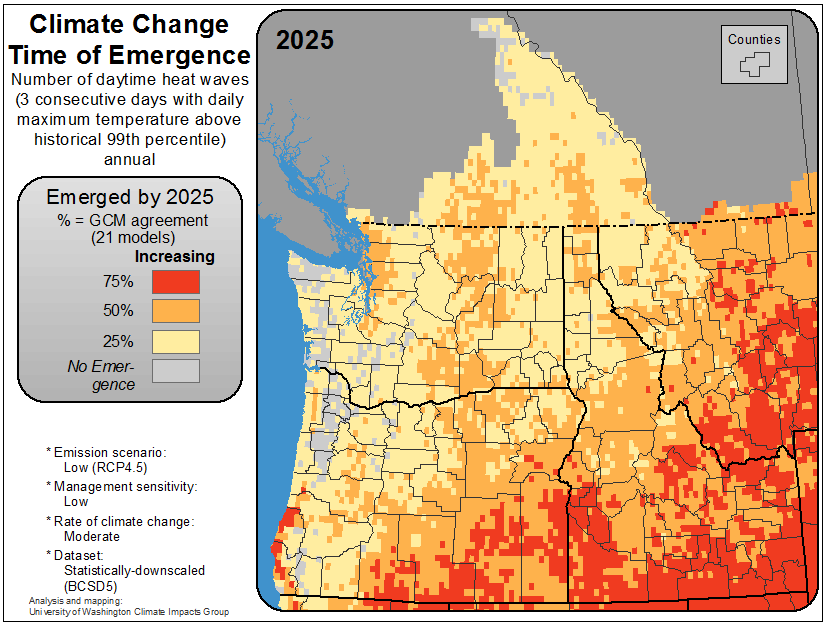 Climate Change
Time of Emergence
Number of daytime heat waves
(3 consecutive days with daily
maximum temperature above
historical 99th percentile)
annual
2025
Counties
Emerged by 2025
% = GCM agreement
(21 models)
Increasing
75%
50%
25%
No Emer-
gence
* Emission scenario:
Low (RCP4.5)
* Management sensitivity:
Low
* Rate of climate change:
Moderate
* Dataset:
Statistically-downscaled
(BCSD5)
Analysis and mapping:
University of Washington Climate Impacts Group